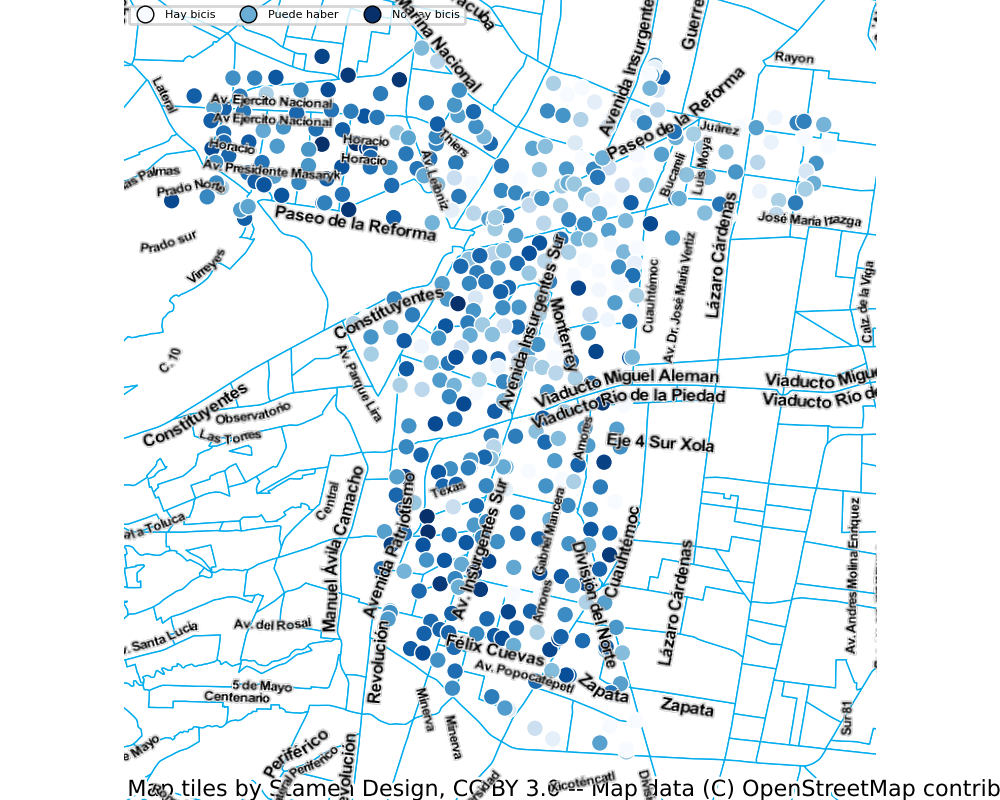 Hay bicis
Puede haber
No hay bicis
Marina Nacional
Avenida Insurgente
Guerre
Rayon
Lateral
Av. Ejercito Nacional
Av Ejercito Nacional
Paseo de la Reforma
Juárez
Horacio
Horacio
Horacio
Thiers
Av. Leibniz
Bucareli
Luis Moya
as Palmas
Av. Presidente Masaryk
Prado Norte
Paseo de la Reforma
José María Izazga
Prado sur
Virreyes
Lázaro Cárdenas
Cuauhtémoc
Av. Dr. José María Vertiz
Calz. de la Viga
Constituyentes
Avenida Insurgentes Sur
Monterrey
C. 10
Av. Parque Lira
Viaducto Miguel Aleman
Viaducto Migue
Viaducto Rio de la Piedad
Viaducto Rio de
Constituyentes
Observatorio
Las Torres
Amores
Eje 4 Sur Xola
Central
Manuel Ávila Camacho
Avenida Patriotismo
Texas
Av. Insurgentes Sur
Gabriel Mancera
Amores
División del Norte
Cuauhtémoc
Lázaro Cárdenas
Av. Andres Molina Enriquez
Toluca
Santa Lucia
Av. del Rosal
Revolución
Félix Cuevas
Av. Popocatepetl
Zapata
Zapata
5 de Mayo
Centenario
Minerva
Minerva
Sur 81
Mayo
Periférico
Periferico
Xicoténcatl
Map tiles by Stamen Design, CC BY 3.0 -- Map data (C) OpenStreetMap contrib